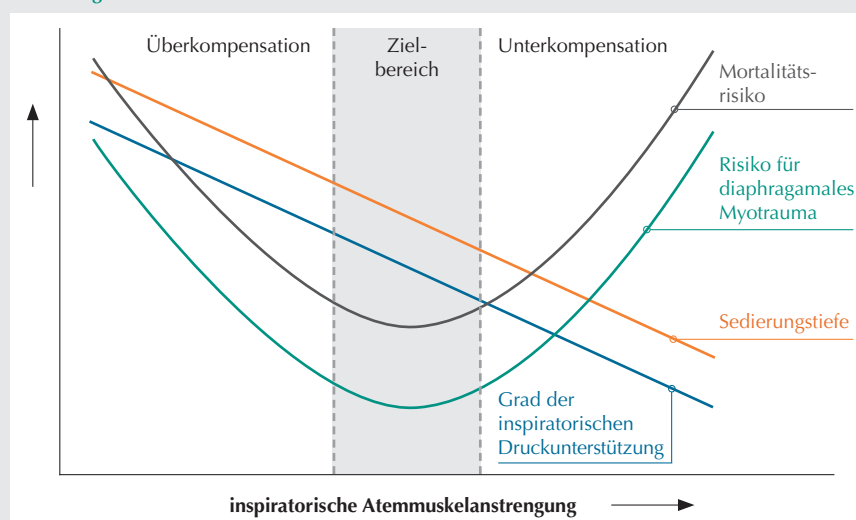 Überkompensation
Ziel-
bereich
Unterkompensation
Mortalitäts-
risiko
Risiko für
diaphragamales
Myotrauma
Sedierungstiefe
Grad der
inspiratorischen
Druckunterstützung
inspiratorische Atemmuskelanstrengung